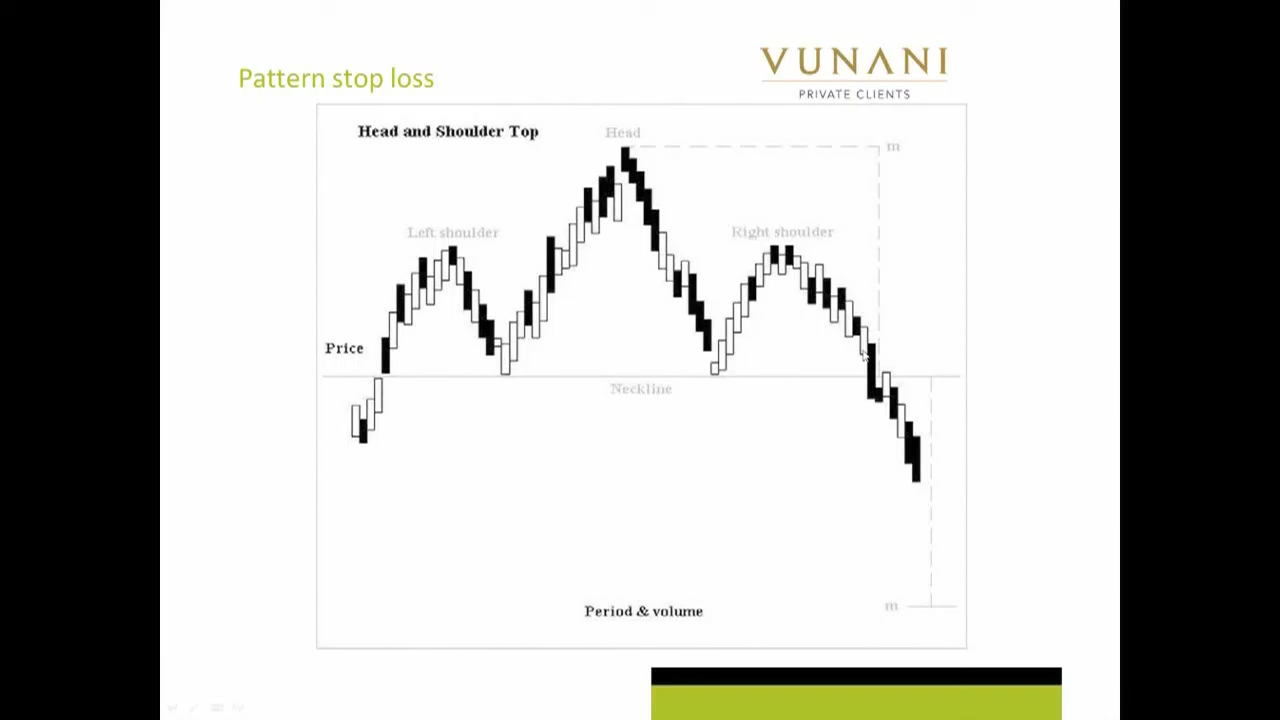 Pattern stop loss
VUNANI
PRIVATE CLIENTS
Head and Shoulder Top
Head
m
Left shoulder
Right shoulder
Price
Neckline
m
Period & volume